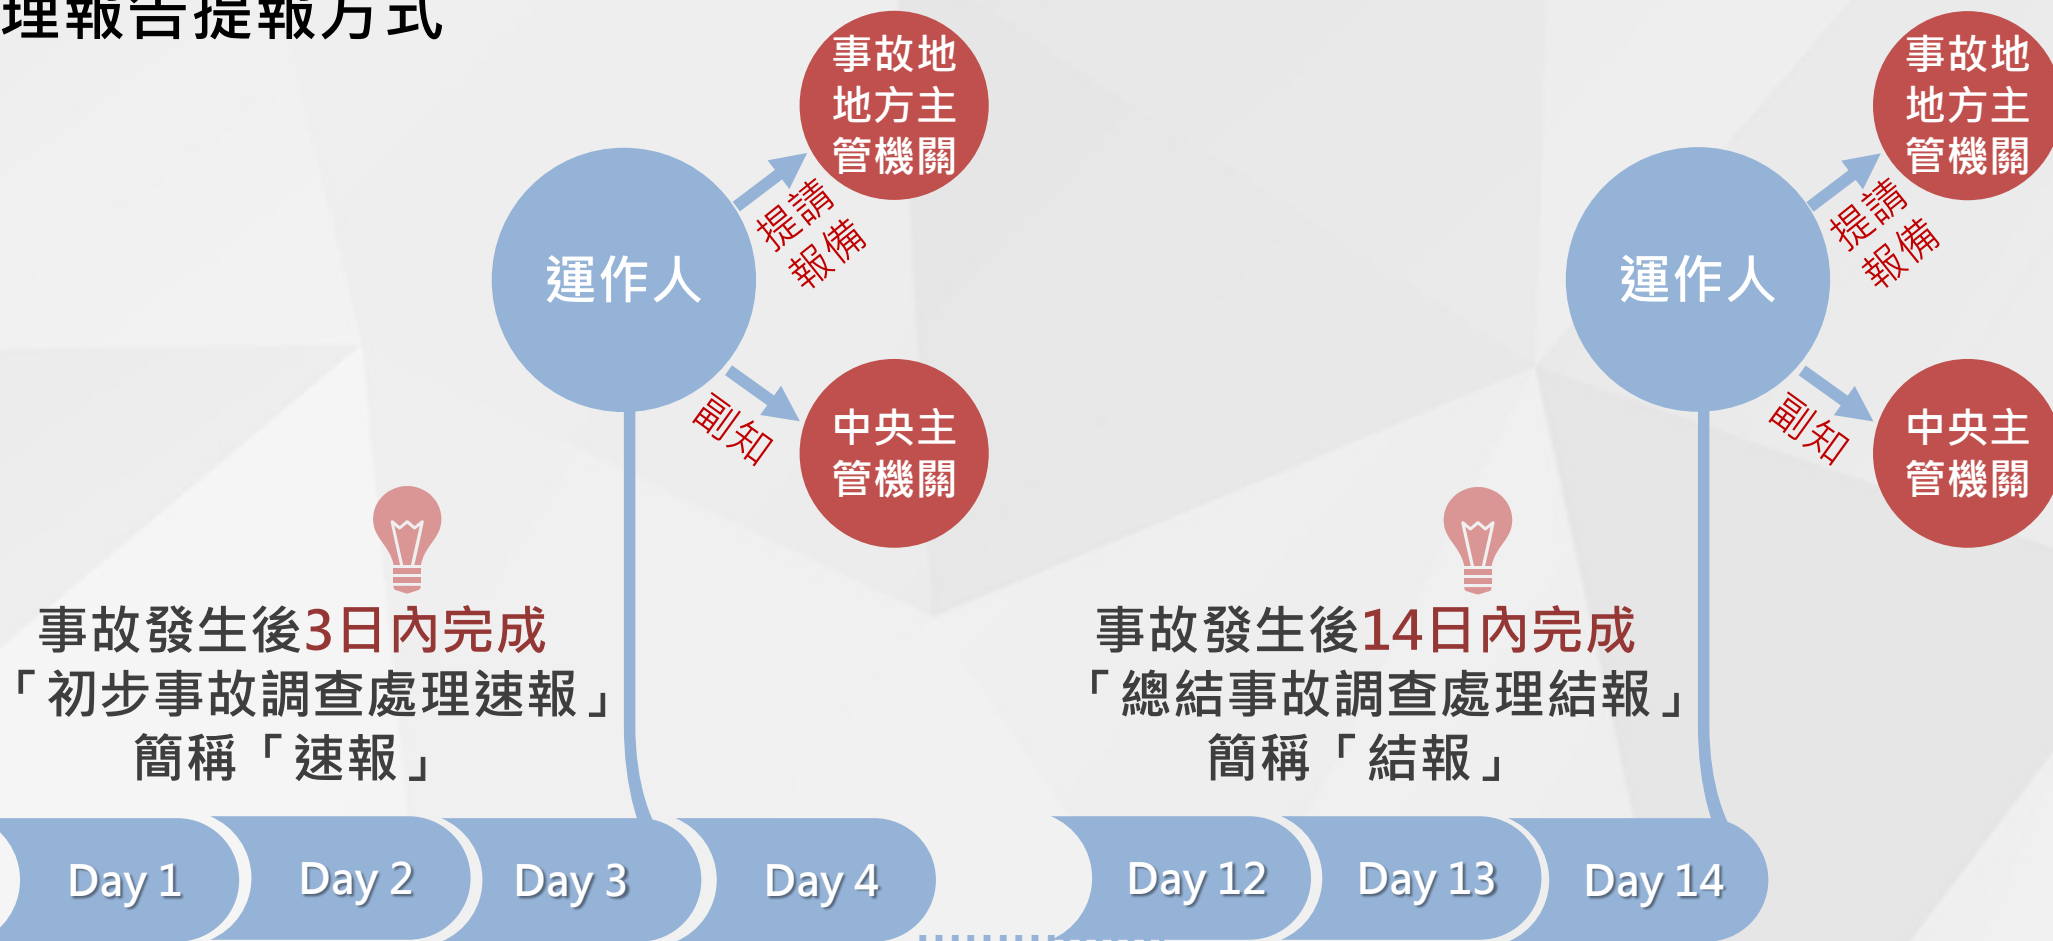 理報告提報方式
事故地
地方主
管機關
提請
報備
運作人
副知
中央主
管機關
事故發生後3日內完成
「初步事故調查處理速報」
簡稱「速報」
事故地
地方主
管機關
提請
報備
運作人
副知
中央主
管機關
事故發生後14日內完成
「總結事故調查處理結報」
簡稱「結報」
Day 1
Day 2
Day 3
Day 4
Day 12
Day 13
Day 14